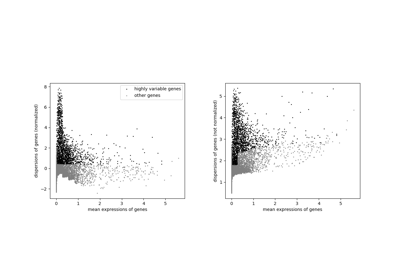 dispersions of genes (normalized)
8
6
4
2
0
−2
highly variable genes
other genes
0 1 2 3 4 5
mean expressions of genes
dispersions of genes (not normalized)
5
4
3
2
1
0 1 2 3 4 5
mean expressions of genes